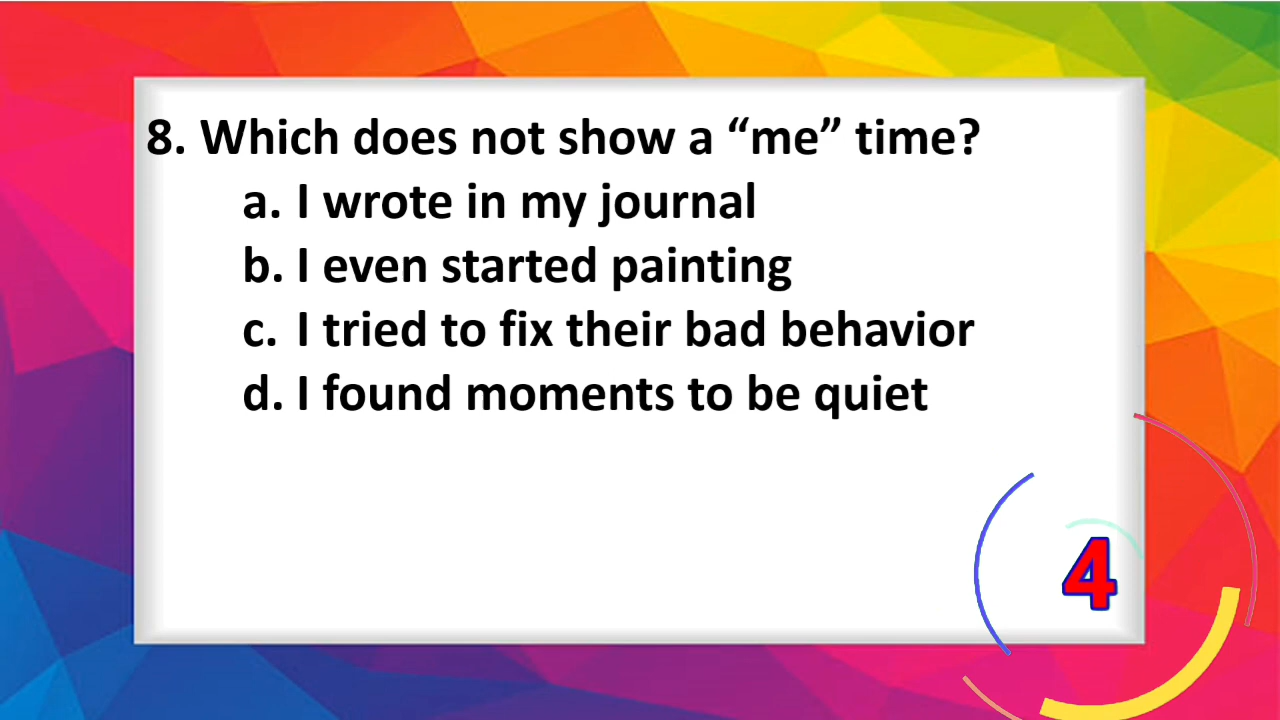 8. Which does not show a “me” time?
a. I wrote in my journal
b. I even started painting
c. I tried to fix their bad behavior
d. I found moments to be quiet
4